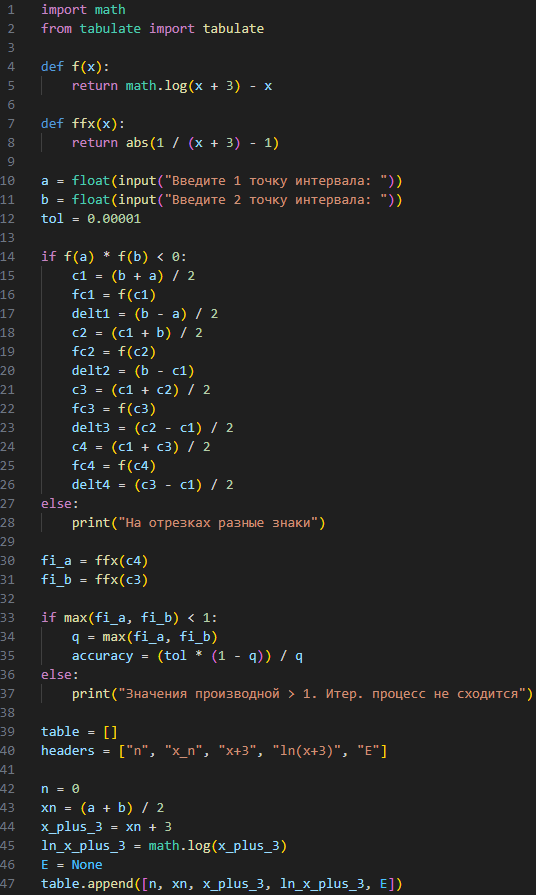 1 import math
2 from tabulate import tabulate
3
4 def f(x):
5     return math.log(x + 3) - x
6
7 def ffx(x):
8     return abs(1 / (x + 3) - 1)
9
10 a = float(input("Введите 1 точку интервала: "))
11 b = float(input("Введите 2 точку интервала: "))
12 tol = 0.00001
13
14 if f(a) * f(b) < 0:
15     c1 = (b + a) / 2
16     fc1 = f(c1)
17     delt1 = (b - a) / 2
18     c2 = (c1 + b) / 2
19     fc2 = f(c2)
20     delt2 = (b - c1)
21     c3 = (c1 + c2) / 2
22     fc3 = f(c3)
23     delt3 = (c2 - c1) / 2
24     c4 = (c1 + c3) / 2
25     fc4 = f(c4)
26     delt4 = (c3 - c1) / 2
27 else:
28     print("На отрезках разные знаки")
29
30 fi_a = ffx(c4)
31 fi_b = ffx(c3)
32
33 if max(fi_a, fi_b) < 1:
34     q = max(fi_a, fi_b)
35     accuracy = (tol * (1 - q)) / q
36 else:
37     print("Значения производной > 1. Итер. процесс не сходится")
38
39 table = []
40 headers = ["n", "x_n", "x+3", "ln(x+3)", "E"]
41
42 n = 0
43 xn = (a + b) / 2
44 x_plus_3 = xn + 3
45 ln_x_plus_3 = math.log(x_plus_3)
46 E = None
47 table.append([n, xn, x_plus_3, ln_x_plus_3, E])